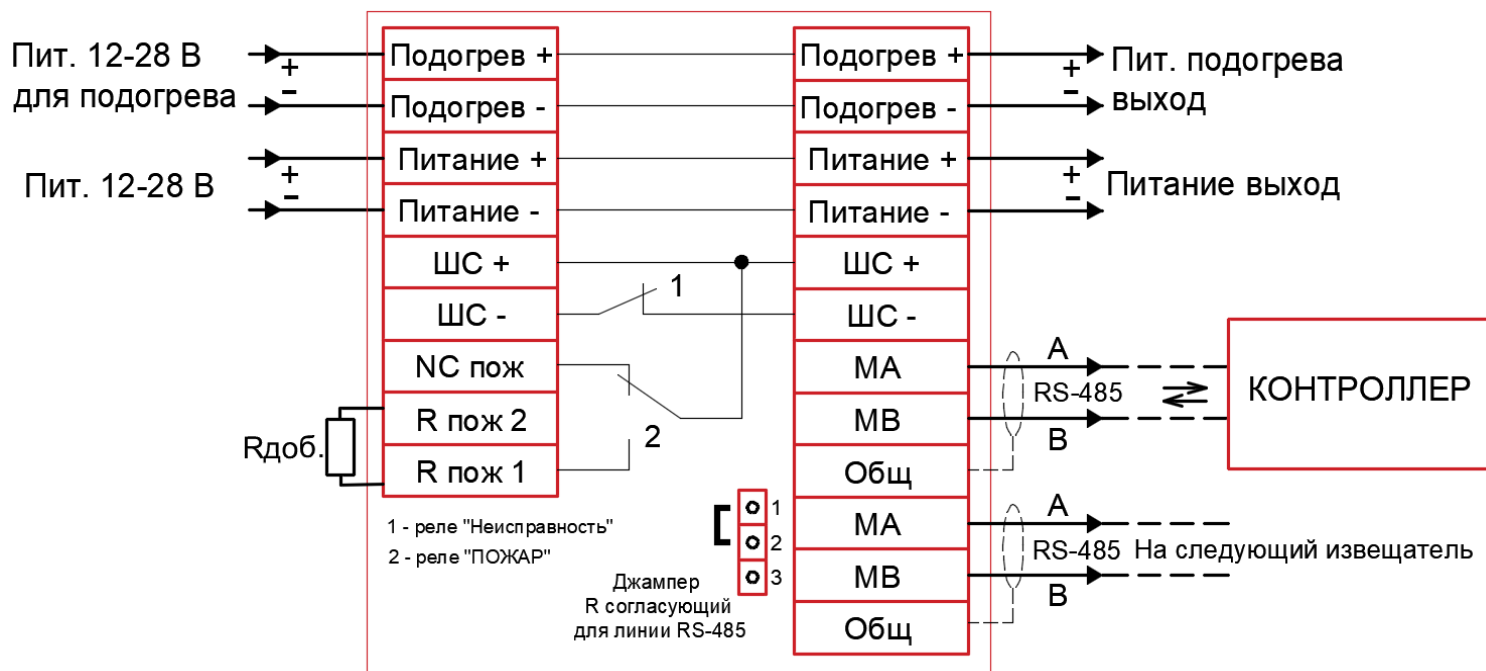 Пит. 12-28 В
для подогрева
+
-
Пит. 12-28 В
+
-
Подогрев +
Подогрев -
Питание +
Питание -
ШС +
ШС -
NC пож
R пож 2
R пож 1
Rдоб.
1
2
1 - реле "Неисправность"
2 - реле "ПОЖАР"
Джампер
R согласующий
для линии RS-485
1
2
3
Подогрев +
Подогрев -
Питание +
Питание -
ШС +
ШС -
MA
MB
Общ
MA
MB
Общ
+
-
Пит. подогрева
выход
+
-
Питание выход
A
RS-485
B
КОНТРОЛЛЕР
A
RS-485 На следующий извещатель
B